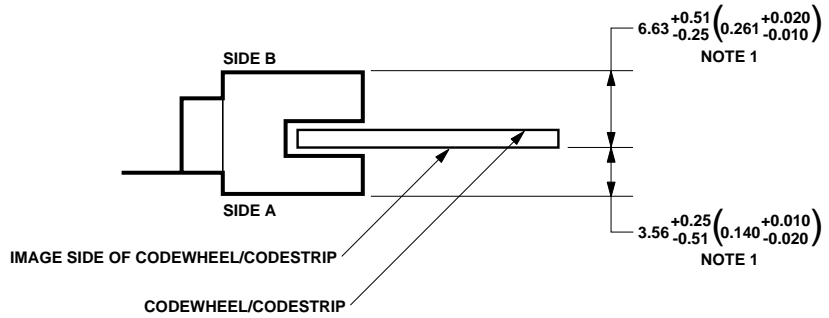 6.63 +0.51 -0.25 (0.261 +0.020 -0.010)
NOTE 1
SIDE B
SIDE A
3.56 +0.25 -0.51 (0.140 +0.010 -0.020)
NOTE 1
IMAGE SIDE OF CODEWHEEL/CODESTRIP
CODEWHEEL/CODESTRIP